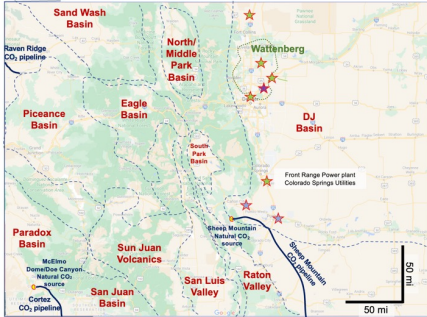 Sand Wash
Basin
Raven Ridge
CO₂ pipeline
North/
Middle
Park
Basin
Wattenberg
Piceance
Basin
Eagle
Basin
DJ
Basin
South
Park
Basin
Front Range Power plant
Colorado Springs Utilities
Paradox
Basin
Sheep Mountain
Natural CO₂
source
Sheep Mountain
CO₂ pipeline
McElmo
Dome/Doe Canyon
Natural CO₂
source
Sun Juan
Volcanics
Cortez
CO₂ pipeline
San Juan
Basin
San Luis
Valley
Raton
Valley
50 mi
50 mi